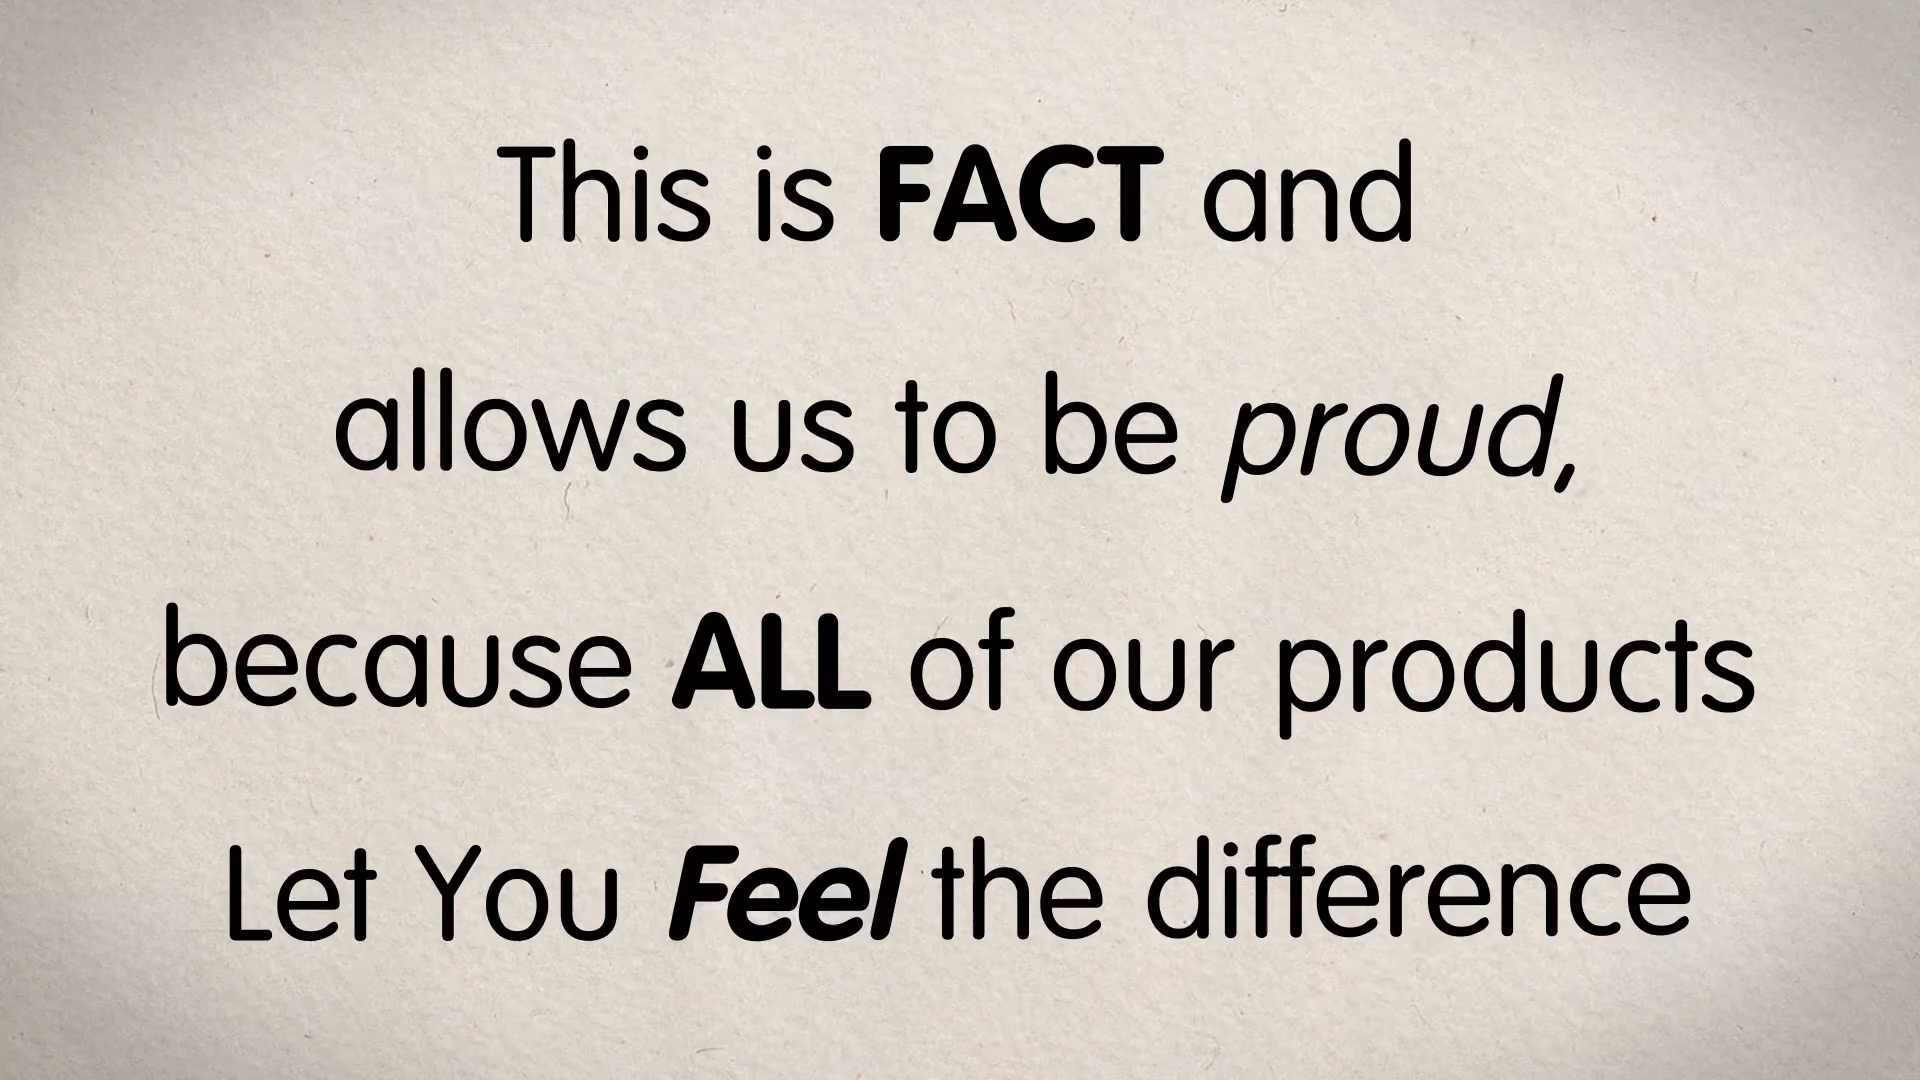 This is FACT and
allows us to be proud,
because ALL of our products
Let You Feel the difference